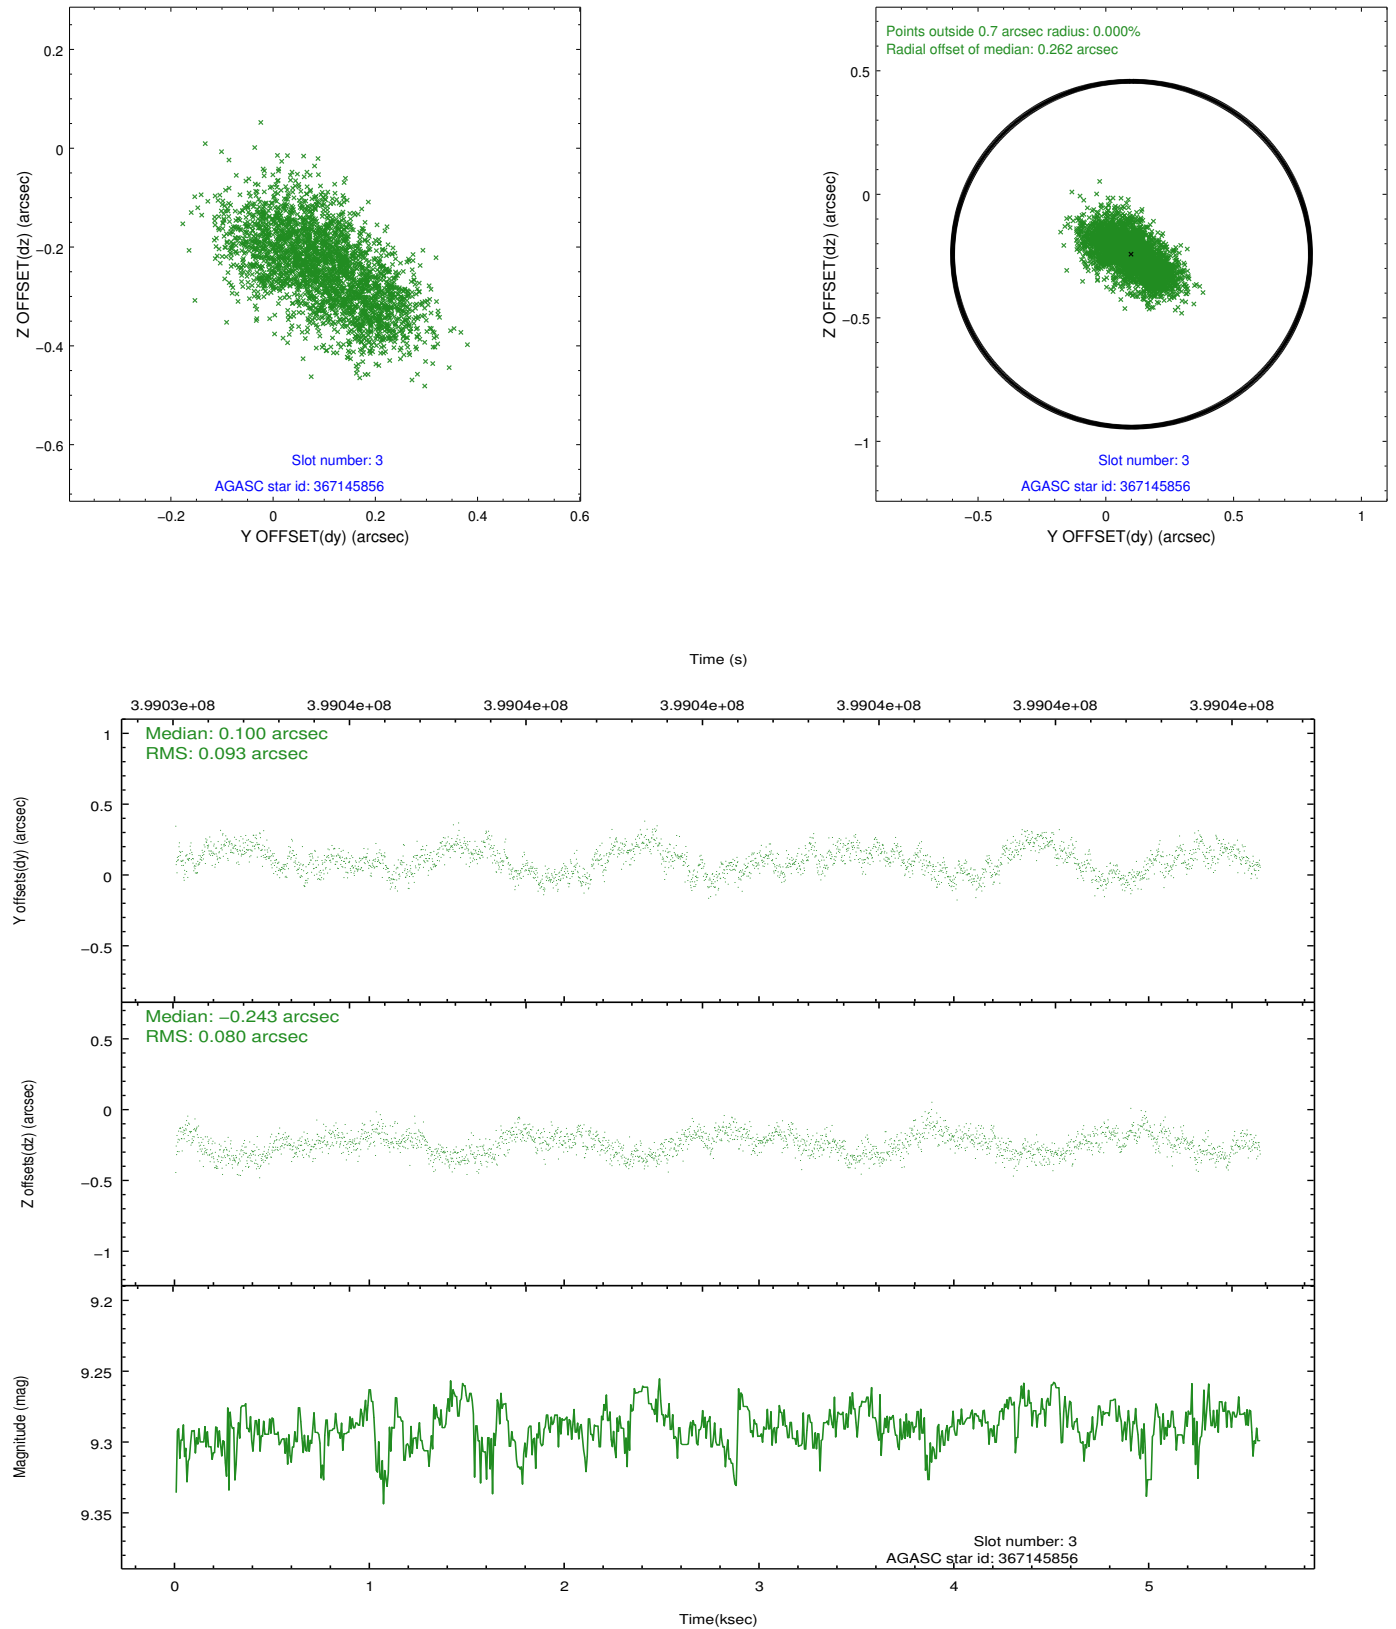 0.2
0
−0.2
−0.4
−0.6
Z OFFSET(dz) (arcsec)
Slot number: 3
AGASC star id: 367145856
−0.2 0 0.2 0.4 0.6
Y OFFSET(dy) (arcsec)
Points outside 0.7 arcsec radius: 0.000%
Radial offset of median: 0.262 arcsec
0.5
0
−0.5
−1
Z OFFSET(dz) (arcsec)
Slot number: 3
AGASC star id: 367145856
−0.5 0 0.5 1
Y OFFSET(dy) (arcsec)
Time (s)
3.9903e+08 3.9904e+08 3.9904e+08 3.9904e+08 3.9904e+08 3.9904e+08 3.9904e+08
Median: 0.100 arcsec
RMS: 0.093 arcsec
1
0.5
0
−0.5
Y offsets(dy) (arcsec)
Median: −0.243 arcsec
RMS: 0.080 arcsec
0.5
0
−0.5
−1
Z offsets(dz) (arcsec)
9.2
9.25
9.3
9.35
Magnitude (mag)
Slot number: 3
AGASC star id: 367145856
0 1 2 3 4 5
Time(ksec)